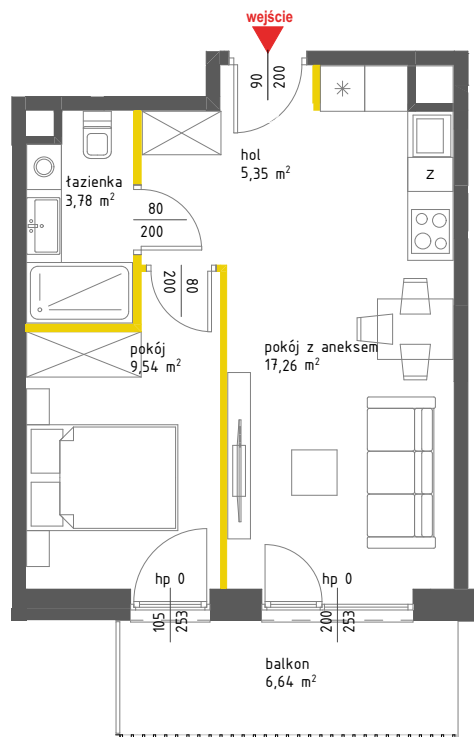 wejście
90
200
hol
5,35 m²
łazienka
3,78 m²
Z
80
200
80
200
pokój
9,54 m²
pokój z aneksem
17,26 m²
hp 0
hp 0
105
253
200
253
balkon
6,64 m²